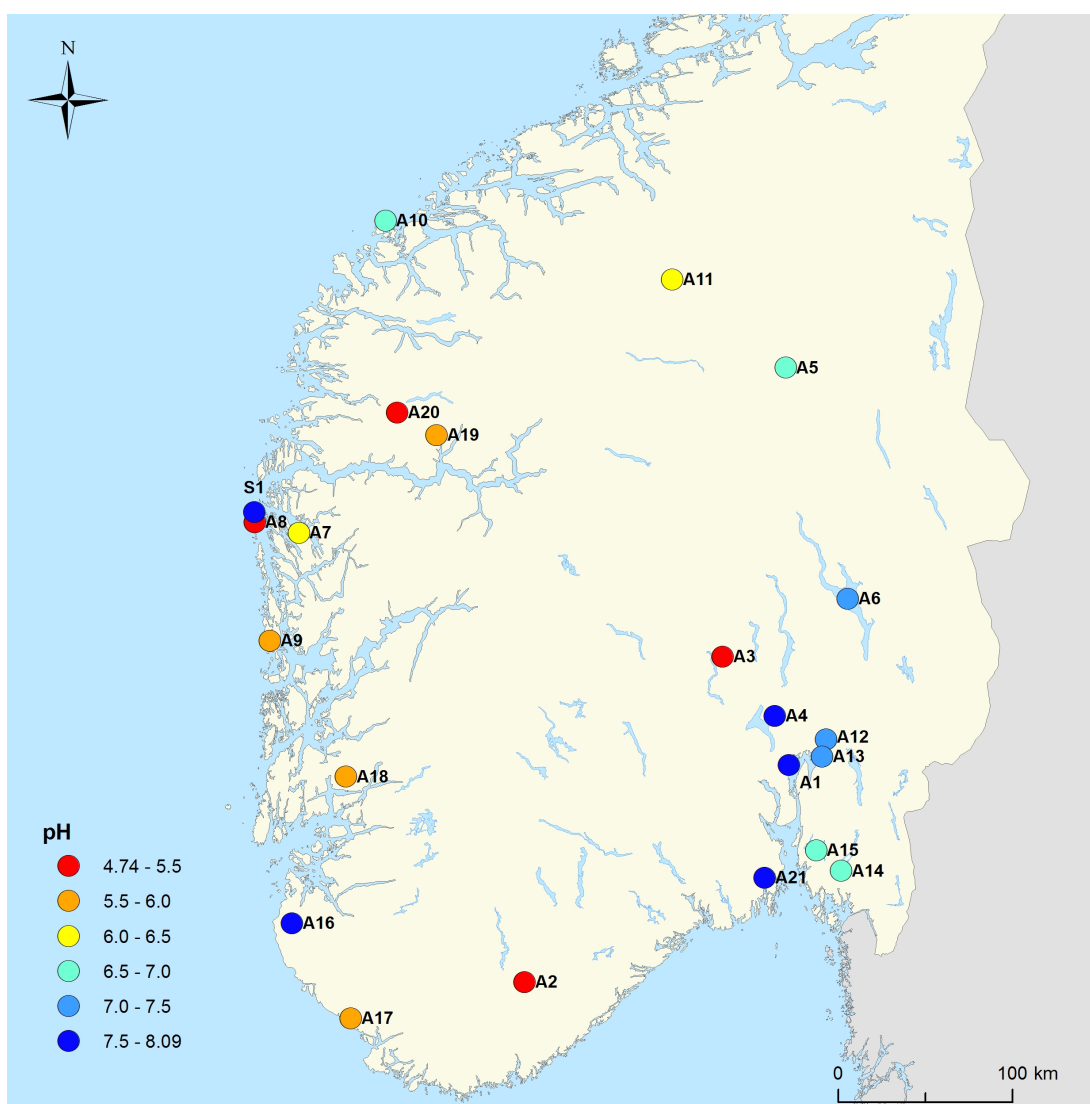 N
A10
A11
A5
A20
A19
S1
A8
A7
A6
A9
A3
A4
A12
A13
A18
A1
pH
A15
4.74 - 5.5
A14
A21
5.5 - 6.0
A16
6.0 - 6.5
6.5 - 7.0
A2
7.0 - 7.5
A17
7.5 - 8.09
0 100 km